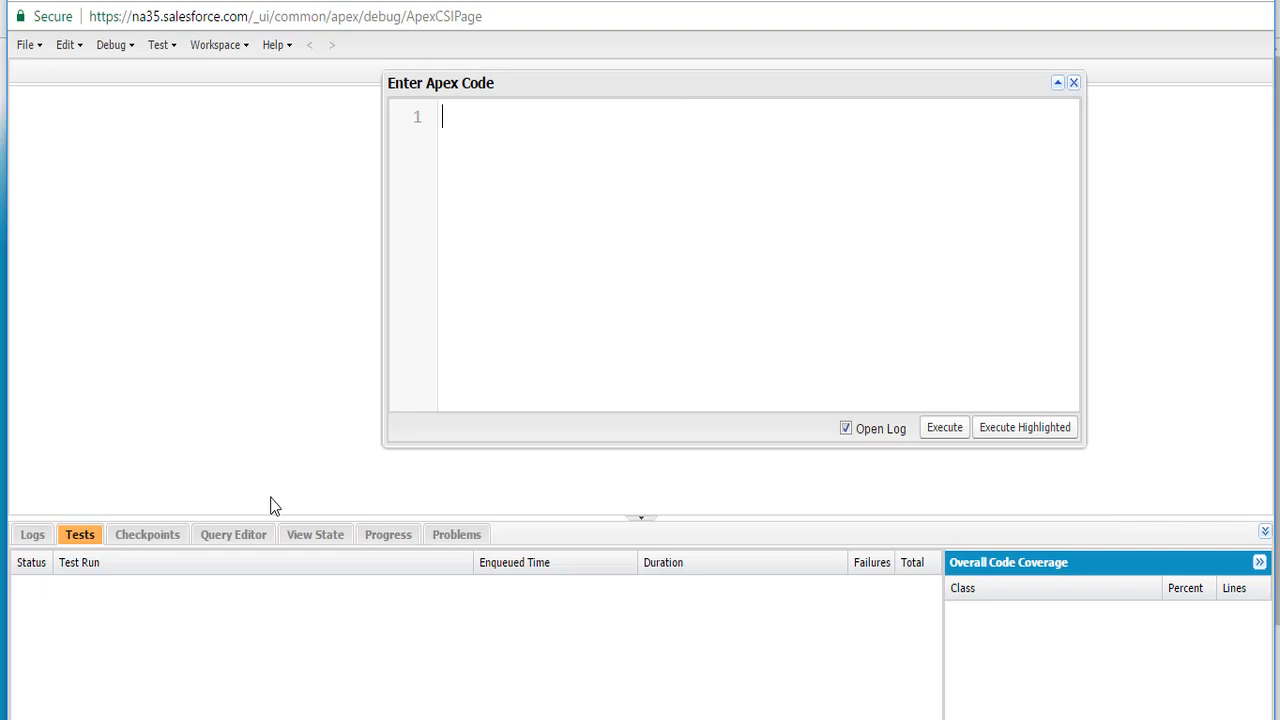 Secure https://na35.salesforce.com/_ui/common/apex/debug/ApexCSIPage
File Edit Debug Test Workspace Help < >
Enter Apex Code
1
Open Log Execute Execute Highlighted
Logs Tests Checkpoints Query Editor View State Progress Problems
Status Test Run Enqueued Time Duration Failures Total Overall Code Coverage
Class Percent Lines